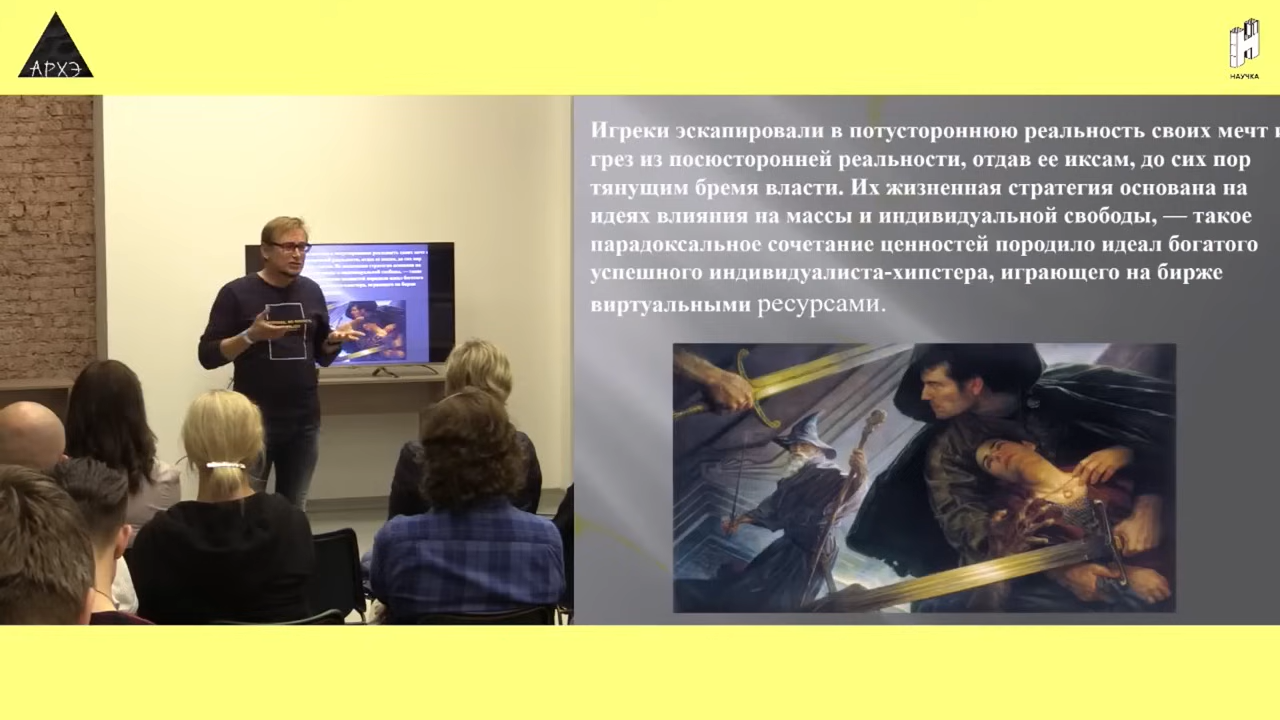 АРХЭ
НАУЧКА
Игреки эскапировали в потустороннюю реальность своих мечт и
грез из посюсторонней реальности, отдав ее иксам, до сих пор
тянущим бремя власти. Их жизненная стратегия основана на
идеях влияния на массы и индивидуальной свободы, — такое
парадоксальное сочетание ценностей породило идеал богатого
успешного индивидуалиста-хипстера, играющего на бирже
виртуальными ресурсами.